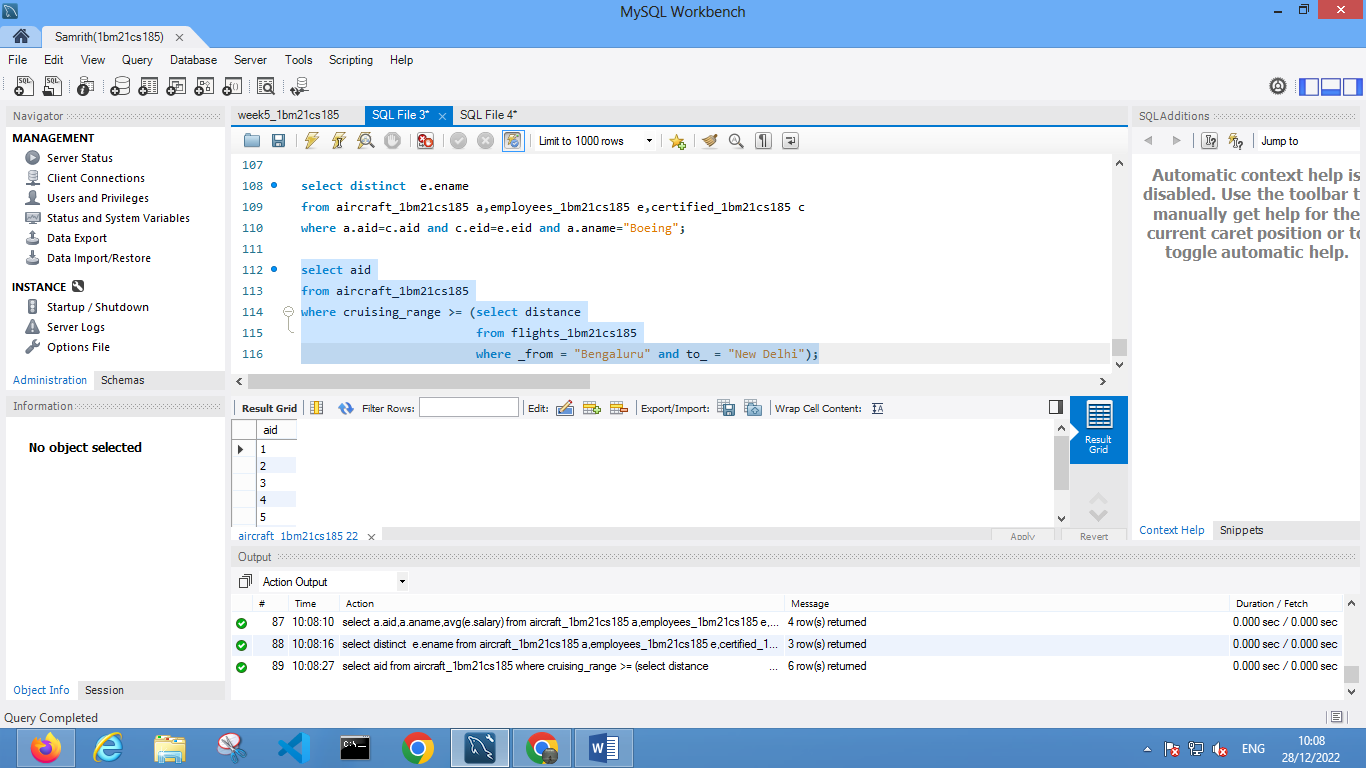 MySQL Workbench
Samrith(1bm21cs185)
File Edit View Query Database Server Tools Scripting Help
Navigator
MANAGEMENT
Server Status
Client Connections
Users and Privileges
Status and System Variables
Data Export
Data Import/Restore
INSTANCE
Startup / Shutdown
Server Logs
Options File
Administration Schemas
Information
No object selected
Object Info Session
week5_1bm21cs185 SQL File 3* SQL File 4*
Limit to 1000 rows
107
108 select distinct  e.ename
109 from aircraft_1bm21cs185 a,employees_1bm21cs185 e,certified_1bm21cs185 c
110 where a.aid=c.aid and c.eid=e.eid and a.aname="Boeing";
111
112 select aid
113 from aircraft_1bm21cs185
114 where cruising_range >= (select distance
115 from flights_1bm21cs185
116 where _from = "Bengaluru" and to_ = "New Delhi");
Result Grid Filter Rows: Edit: Export/Import: Wrap Cell Content:
aid
1
2
3
4
5
Result
Grid
aircraft_1bm21cs185 22 Apply Revert
Output
Action Output
# Time Action Message Duration / Fetch
87 10:08:10 select a.aid,a.aname,avg(e.salary) from aircraft_1bm21cs185 a,employees_1bm21cs185 e,... 4 row(s) returned 0.000 sec / 0.000 sec
88 10:08:16 select distinct  e.ename from aircraft_1bm21cs185 a,employees_1bm21cs185 e,certified_1... 3 row(s) returned 0.000 sec / 0.000 sec
89 10:08:27 select aid from aircraft_1bm21cs185 where cruising_range >= (select distance ... 6 row(s) returned 0.000 sec / 0.000 sec
SQLAdditions
Jump to
Automatic context help is
disabled. Use the toolbar t
manually get help for the
current caret position or to
toggle automatic help.
Context Help Snippets
Query Completed
ENG
10:08
28/12/2022